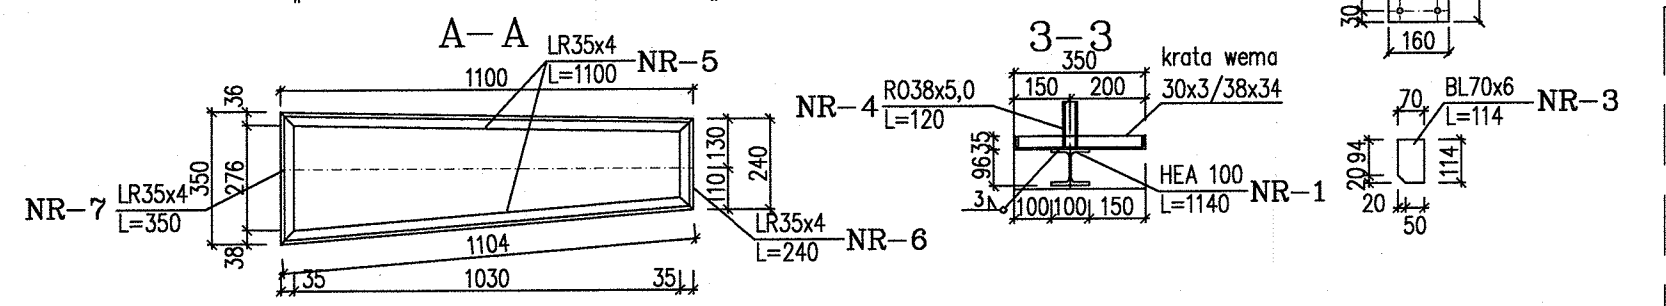 A-A
LR35x4
L=1100
NR-5
1100
36
350
276
38
NR-7
LR35x4
L=350
130
110
240
LR35x4
L=240
NR-6
1104
35
1030
35
3-3
350
150
200
krata wema
30x3/38x34
NR-4
RO38x5,0
L=120
35
96
3
100
100
150
HEA 100
L=1140
NR-1
30
160
70
BL70x6
L=114
NR-3
94
20
114
20
50